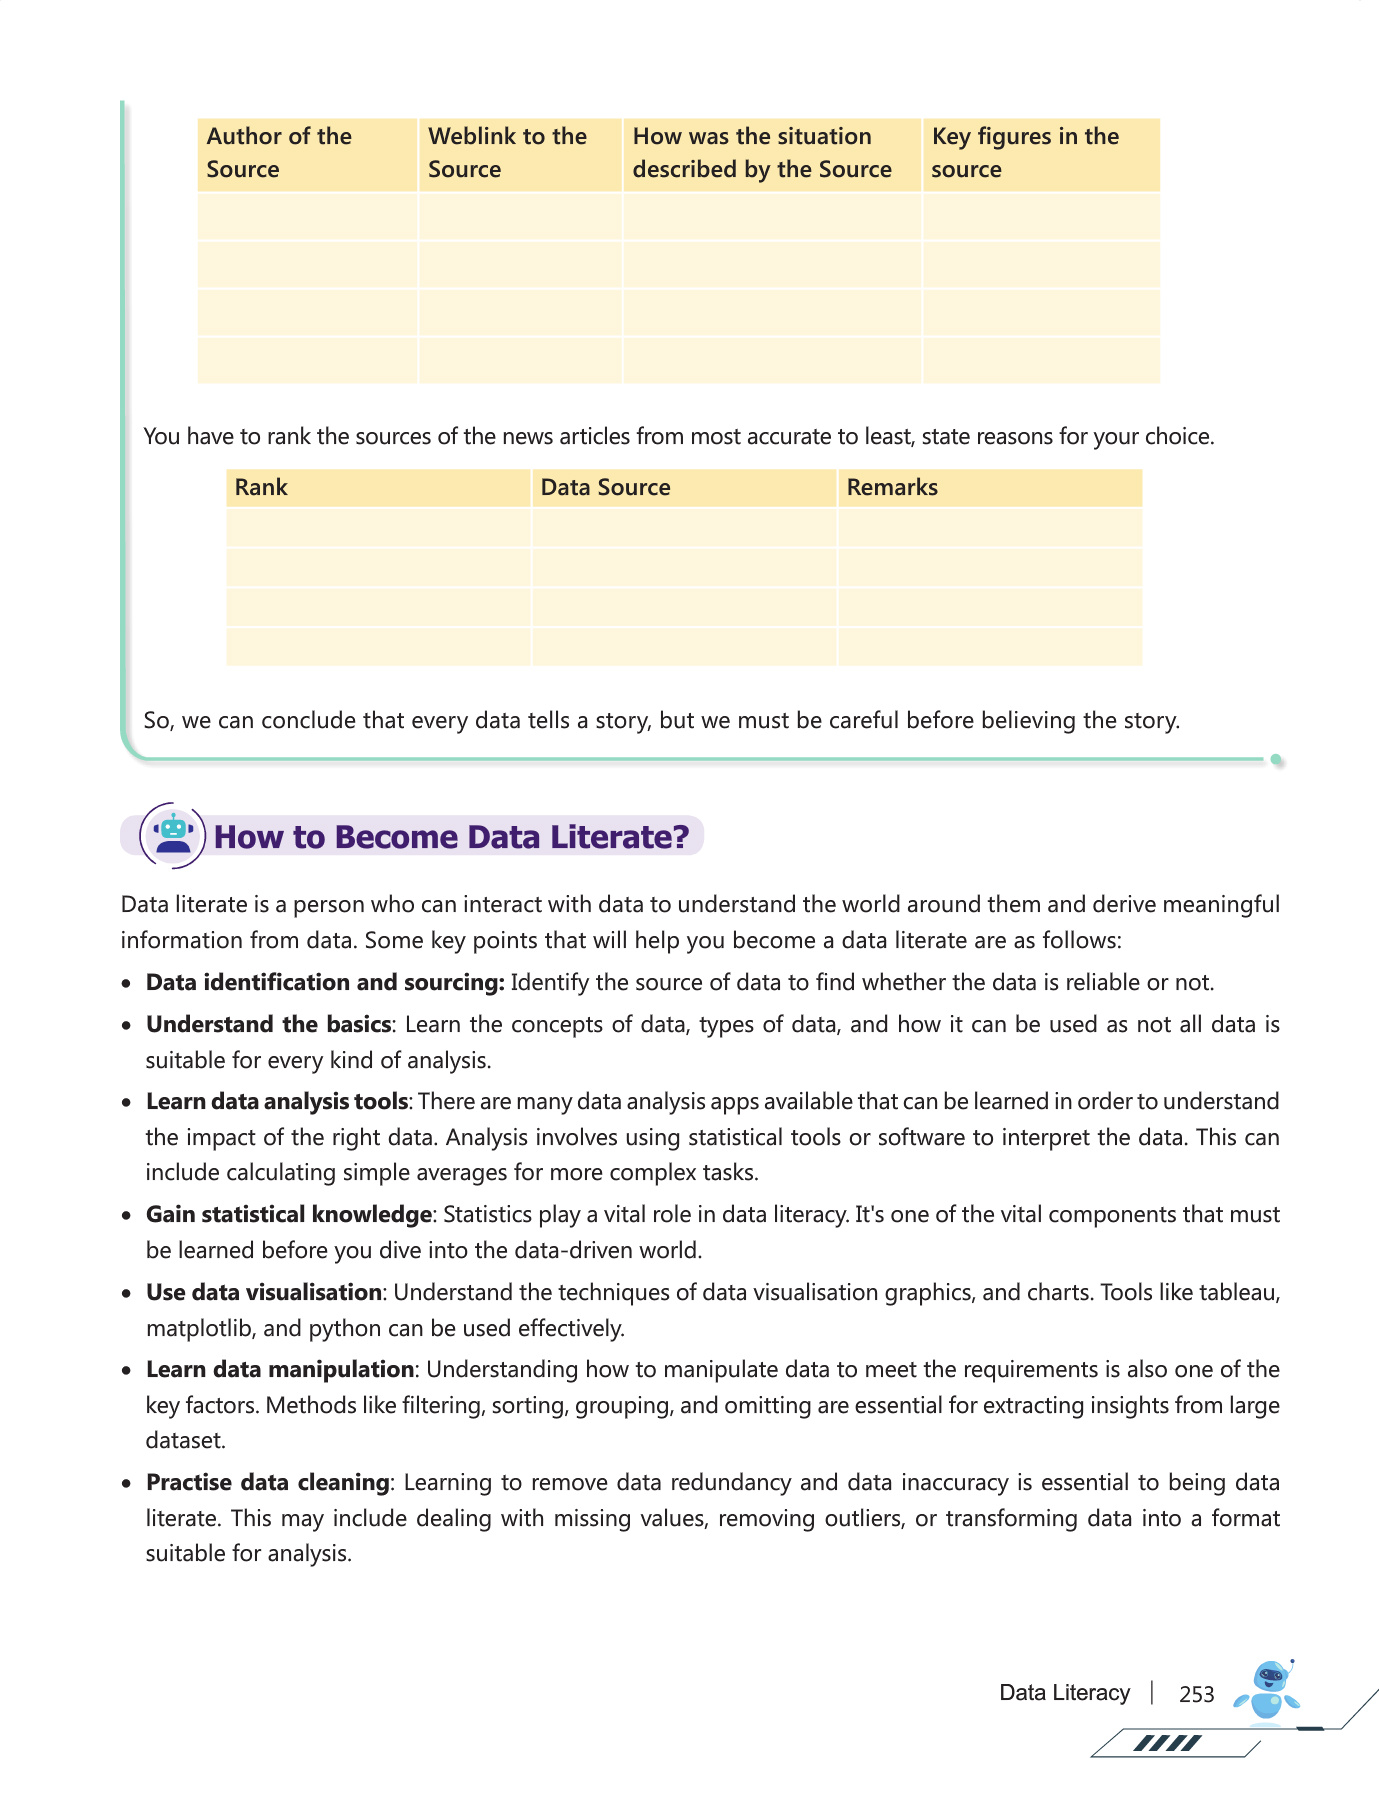 Author of the Source
Weblink to the Source
How was the situation described by the Source
Key figures in the source
You have to rank the sources of the news articles from most accurate to least, state reasons for your choice.
Rank
Data Source
Remarks
So, we can conclude that every data tells a story, but we must be careful before believing the story.
How to Become Data Literate?
Data literate is a person who can interact with data to understand the world around them and derive meaningful
information from data. Some key points that will help you become a data literate are as follows:
• Data identification and sourcing: Identify the source of data to find whether the data is reliable or not.
• Understand the basics: Learn the concepts of data, types of data, and how it can be used as not all data is
suitable for every kind of analysis.
• Learn data analysis tools: There are many data analysis apps available that can be learned in order to understand
the impact of the right data. Analysis involves using statistical tools or software to interpret the data. This can
include calculating simple averages for more complex tasks.
• Gain statistical knowledge: Statistics play a vital role in data literacy. It's one of the vital components that must
be learned before you dive into the data-driven world.
• Use data visualisation: Understand the techniques of data visualisation graphics, and charts. Tools like tableau,
matplotlib, and python can be used effectively.
• Learn data manipulation: Understanding how to manipulate data to meet the requirements is also one of the
key factors. Methods like filtering, sorting, grouping, and omitting are essential for extracting insights from large
dataset.
• Practise data cleaning: Learning to remove data redundancy and data inaccuracy is essential to being data
literate. This may include dealing with missing values, removing outliers, or transforming data into a format
suitable for analysis.
Data Literacy | 253